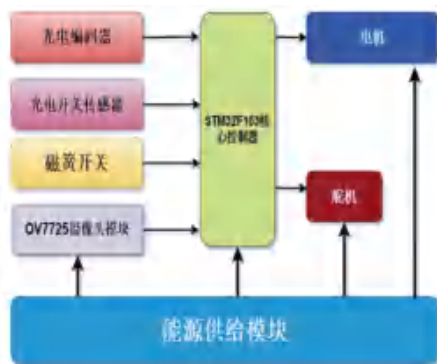 光电编码器
电机
光电开关传感器
STM32F103核
心控制器
磁簧开关
舵机
OV7725摄像头模块
能源供给模块